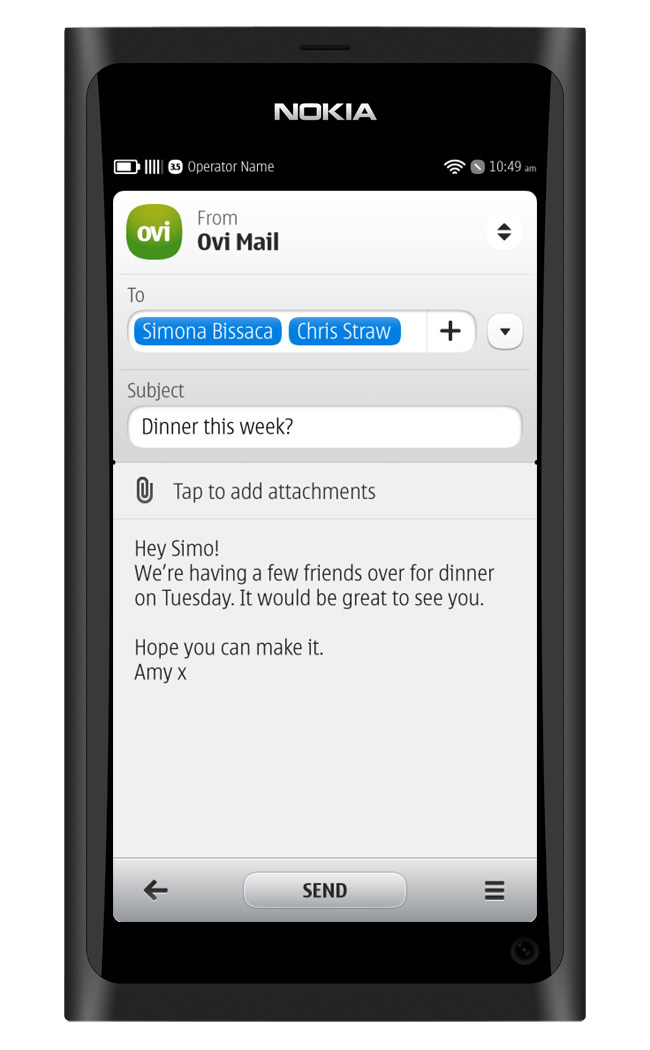 NOKIA
3.5 Operator Name 10:49 am
ovi
From
Ovi Mail
To
Simona Bissaca Chris Straw +
Subject
Dinner this week?
Tap to add attachments
Hey Simo!
We're having a few friends over for dinner
on Tuesday. It would be great to see you.
Hope you can make it.
Amy x
SEND